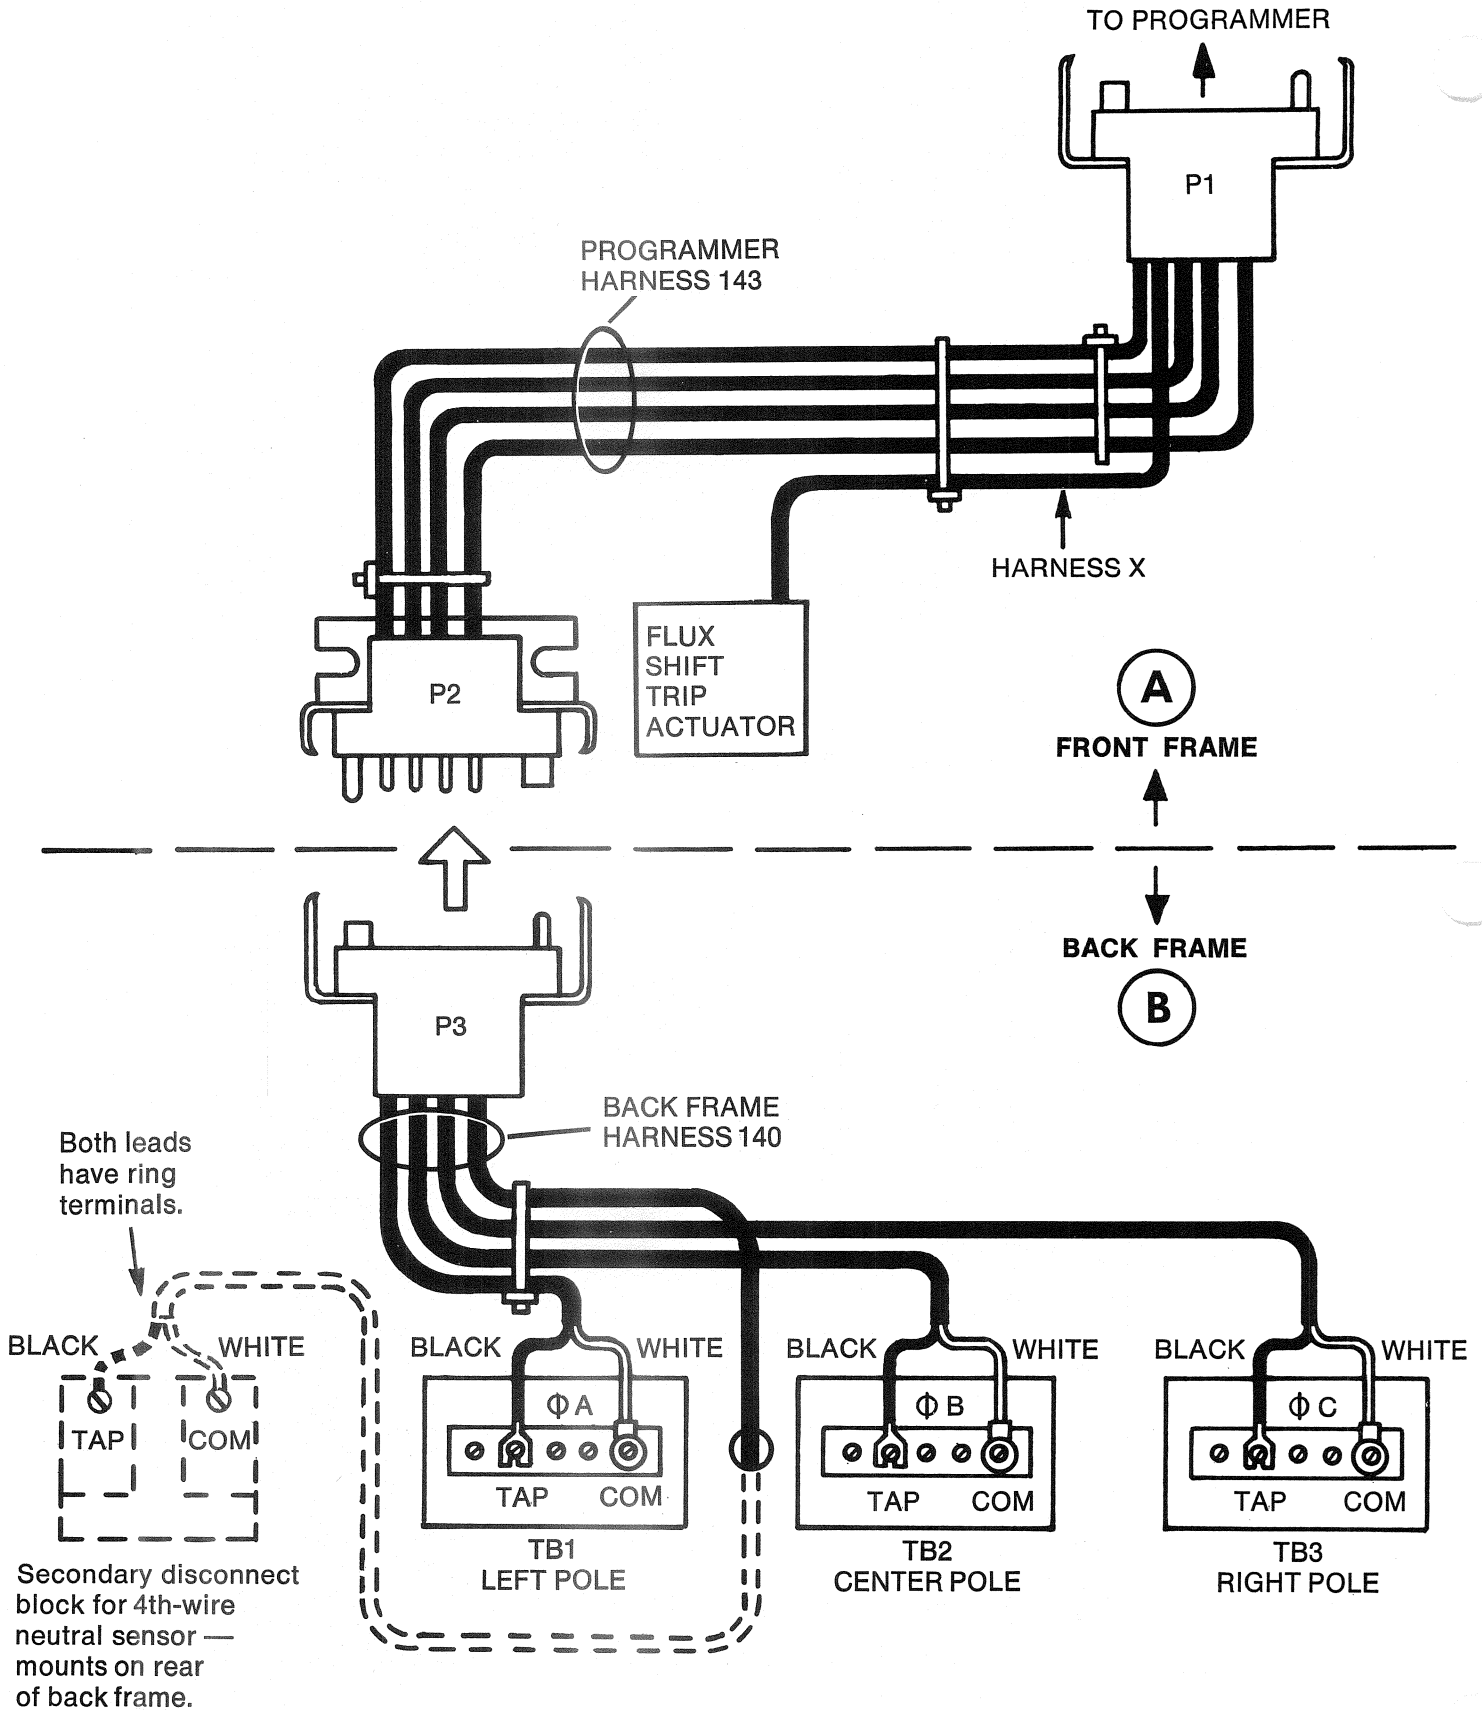 TO PROGRAMMER
P1
PROGRAMMER
HARNESS 143
HARNESS X
FLUX
SHIFT
TRIP
ACTUATOR
P2
A
FRONT FRAME
BACK FRAME
B
P3
BACK FRAME
HARNESS 140
Both leads
have ring
terminals.
BLACK
WHITE
TAP
COM
Secondary disconnect
block for 4th-wire
neutral sensor —
mounts on rear
of back frame.
BLACK
WHITE
Φ A
TAP
COM
TB1
LEFT POLE
BLACK
WHITE
Φ B
TAP
COM
TB2
CENTER POLE
BLACK
WHITE
Φ C
TAP
COM
TB3
RIGHT POLE